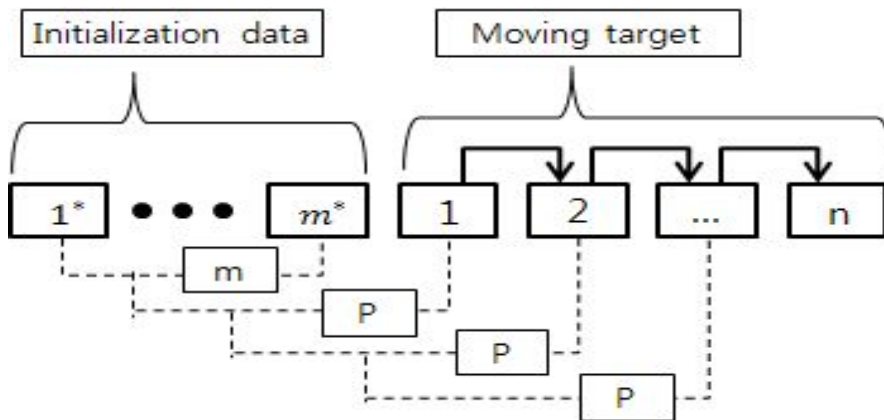 Initialization data
Moving target
1* ● ● ● m* 1 2 ... n
m
P
P
P